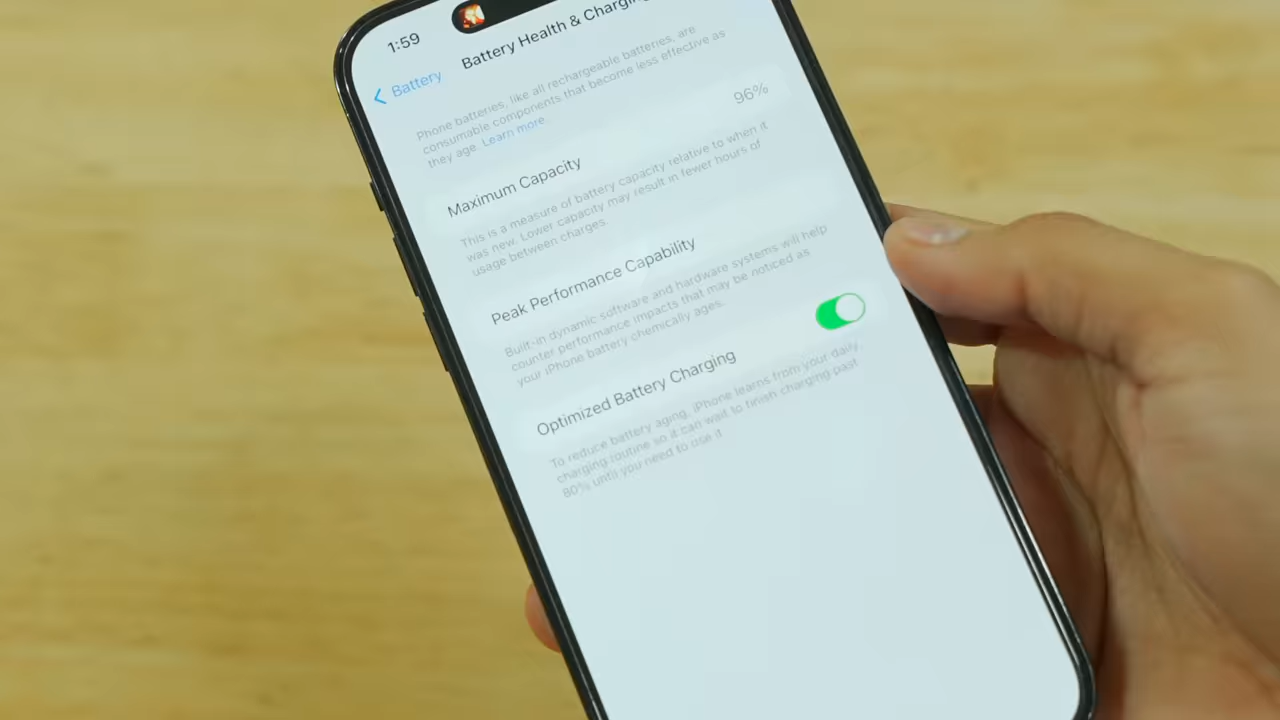 1:59
Battery
Battery Health & Charging
Phone batteries, like all rechargeable batteries, are
consumable components that become less effective as
they age. Learn more
Maximum Capacity 96%
This is a measure of battery capacity relative to when it
was new. Lower capacity may result in fewer hours of
usage between charges.
Peak Performance Capability
Built-in dynamic software and hardware systems will help
counter performance impacts that may be noticed as
your iPhone battery chemically ages.
Optimized Battery Charging
To reduce battery aging, iPhone learns from your daily
charging routine so it can wait to finish charging past
80% until you need to use it